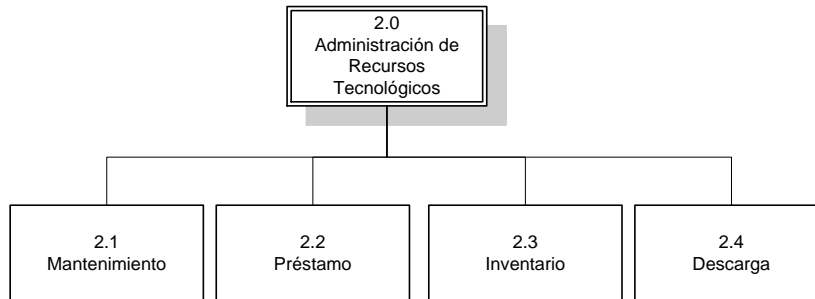 2.0
Administración de
Recursos
Tecnológicos
2.1
Mantenimiento
2.2
Préstamo
2.3
Inventario
2.4
Descarga